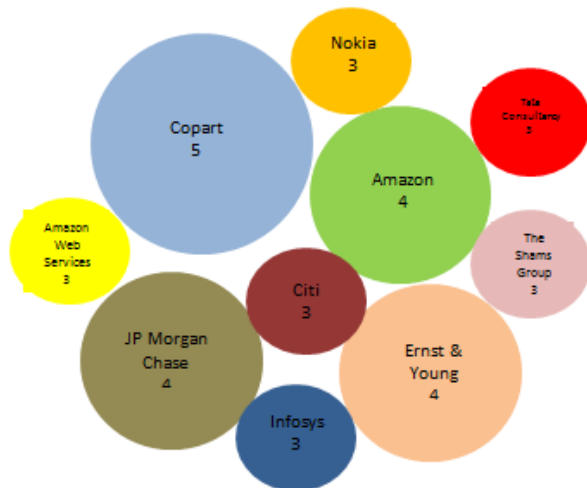 Nokia
3
Copart
5
Tata
Consultancy
3
Amazon
4
Amazon
Web
Services
3
The
Shams
Group
3
Citi
3
JP Morgan
Chase
4
Ernst &
Young
4
Infosys
3